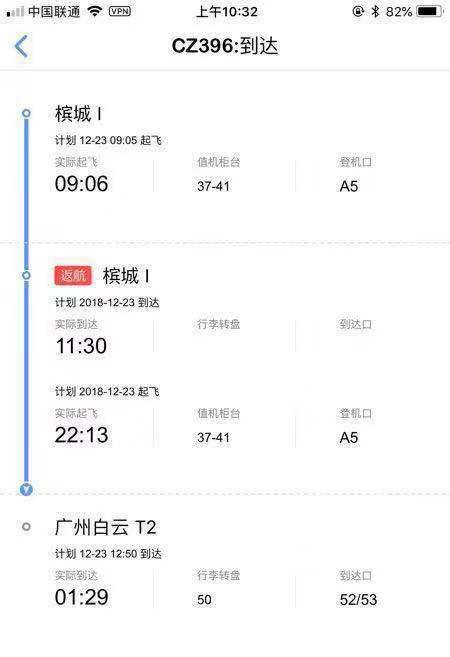 中国联通 VPN 上午10:32 82%
CZ396:到达
槟城 I
计划 12-23 09:05 起飞
实际起飞 值机柜台 登机口
09:06 37-41 A5
返航 槟城 I
计划 2018-12-23 到达
实际到达 行李转盘 到达口
11:30
计划 2018-12-23 起飞
实际起飞 值机柜台 登机口
22:13 37-41 A5
广州白云 T2
计划 12-23 12:50 到达
实际到达 行李转盘 到达口
01:29 50 52/53